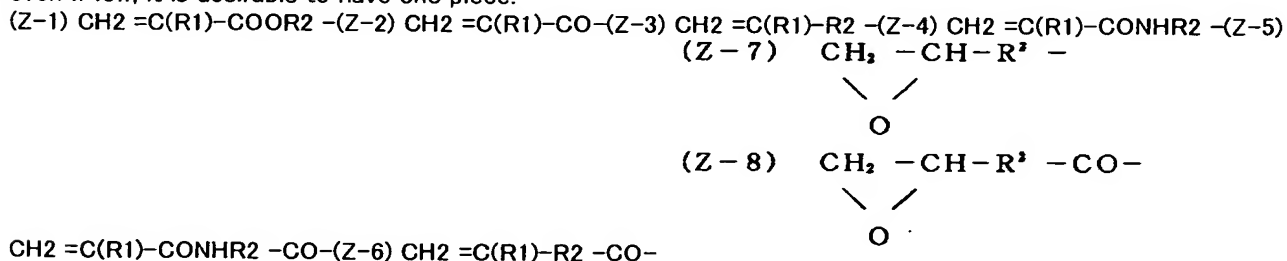 (Z-1) CH2 =C(R1)-COOR2 -(Z-2) CH2 =C(R1)-CO-(Z-3) CH2 =C(R1)-R2 -(Z-4) CH2 =C(R1)-CONHR2 -(Z-5)
(Z-7) CH₂ -CH-R² -
O
(Z-8) CH₂ -CH-R² -CO-
O
CH2 =C(R1)-CONHR2 -CO-(Z-6) CH2 =C(R1)-R2 -CO-